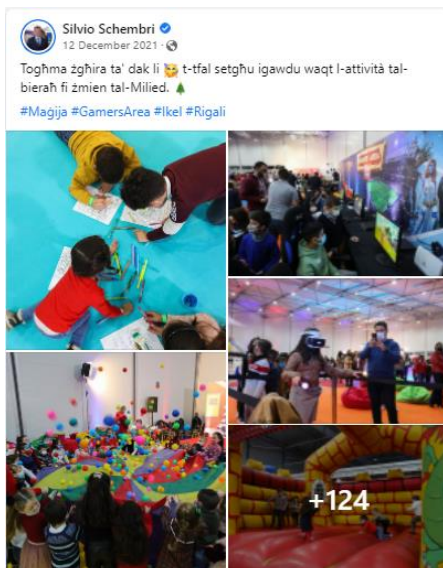 Silvio Schembri
12 December 2021 ·
Togħma żgħira ta' dak li 🥳 t-tfal setgħu igawdu waqt l-attività tal-
bieraħ fi żmien tal-Milied. 🌲
#Maġija #GamersArea #Ikel #Rigali
+124